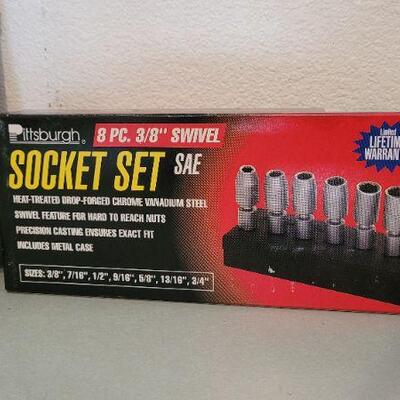 Pittsburgh
8 PC. 3/8" SWIVEL
SOCKET SET SAE
HEAT-TREATED DROP-FORGED CHROME VANADIUM STEEL
SWIVEL FEATURE FOR HARD TO REACH NUTS
PRECISION CASTING ENSURES EXACT FIT
INCLUDES METAL CASE
SIZES: 3/8", 7/16", 1/2", 9/16", 5/8", 13/16", 3/4"
Limited
LIFETIM
WARRANT